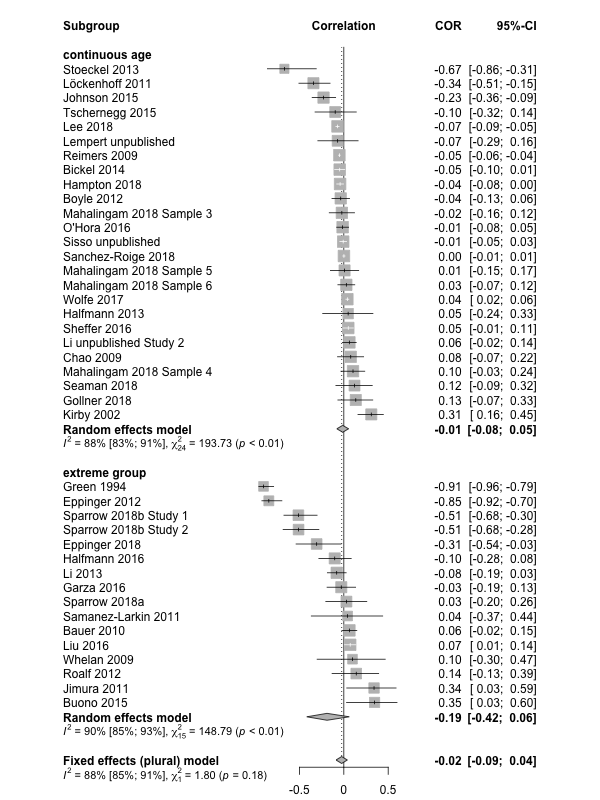 Subgroup Correlation COR 95%-CI
continuous age
Stoeckel 2013 -0.67 [-0.86; -0.31]
Löckenhoff 2011 -0.34 [-0.51; -0.15]
Johnson 2015 -0.23 [-0.36; -0.09]
Tschernegg 2015 -0.10 [-0.32; 0.14]
Lee 2018 -0.07 [-0.09; -0.05]
Lempert unpublished -0.07 [-0.29; 0.16]
Reimers 2009 -0.05 [-0.06; -0.04]
Bickel 2014 -0.05 [-0.10; 0.01]
Hampton 2018 -0.04 [-0.08; 0.00]
Boyle 2012 -0.04 [-0.13; 0.06]
Mahalingam 2018 Sample 3 -0.02 [-0.16; 0.12]
O'Hora 2016 -0.01 [-0.08; 0.05]
Sisso unpublished -0.01 [-0.05; 0.03]
Sanchez-Roige 2018 0.00 [-0.01; 0.01]
Mahalingam 2018 Sample 5 0.01 [-0.15; 0.17]
Mahalingam 2018 Sample 6 0.03 [-0.07; 0.12]
Wolfe 2017 0.04 [ 0.02; 0.06]
Halfmann 2013 0.05 [-0.24; 0.33]
Sheffer 2016 0.05 [-0.01; 0.11]
Li unpublished Study 2 0.06 [-0.02; 0.14]
Chao 2009 0.08 [-0.07; 0.22]
Mahalingam 2018 Sample 4 0.10 [-0.03; 0.24]
Seaman 2018 0.12 [-0.09; 0.32]
Gollner 2018 0.13 [-0.07; 0.33]
Kirby 2002 0.31 [ 0.16; 0.45]
Random effects model -0.01 [-0.08; 0.05]
I² = 88% [83%; 91%], χ²₂₄ = 193.73 (p < 0.01)
extreme group
Green 1994 -0.91 [-0.96; -0.79]
Eppinger 2012 -0.85 [-0.92; -0.70]
Sparrow 2018b Study 1 -0.51 [-0.68; -0.30]
Sparrow 2018b Study 2 -0.51 [-0.68; -0.28]
Eppinger 2018 -0.31 [-0.54; -0.03]
Halfmann 2016 -0.10 [-0.28; 0.08]
Li 2013 -0.08 [-0.19; 0.03]
Garza 2016 -0.03 [-0.19; 0.13]
Sparrow 2018a 0.03 [-0.20; 0.26]
Samanez-Larkin 2011 0.04 [-0.37; 0.44]
Bauer 2010 0.06 [-0.02; 0.15]
Liu 2016 0.07 [ 0.01; 0.14]
Whelan 2009 0.10 [-0.30; 0.47]
Roalf 2012 0.14 [-0.13; 0.39]
Jimura 2011 0.34 [ 0.03; 0.59]
Buono 2015 0.35 [ 0.03; 0.60]
Random effects model -0.19 [-0.42; 0.06]
I² = 90% [85%; 93%], χ²₁₅ = 148.79 (p < 0.01)
Fixed effects (plural) model -0.02 [-0.09; 0.04]
I² = 88% [85%; 91%], χ²₁ = 1.80 (p = 0.18)
-0.5 0 0.5